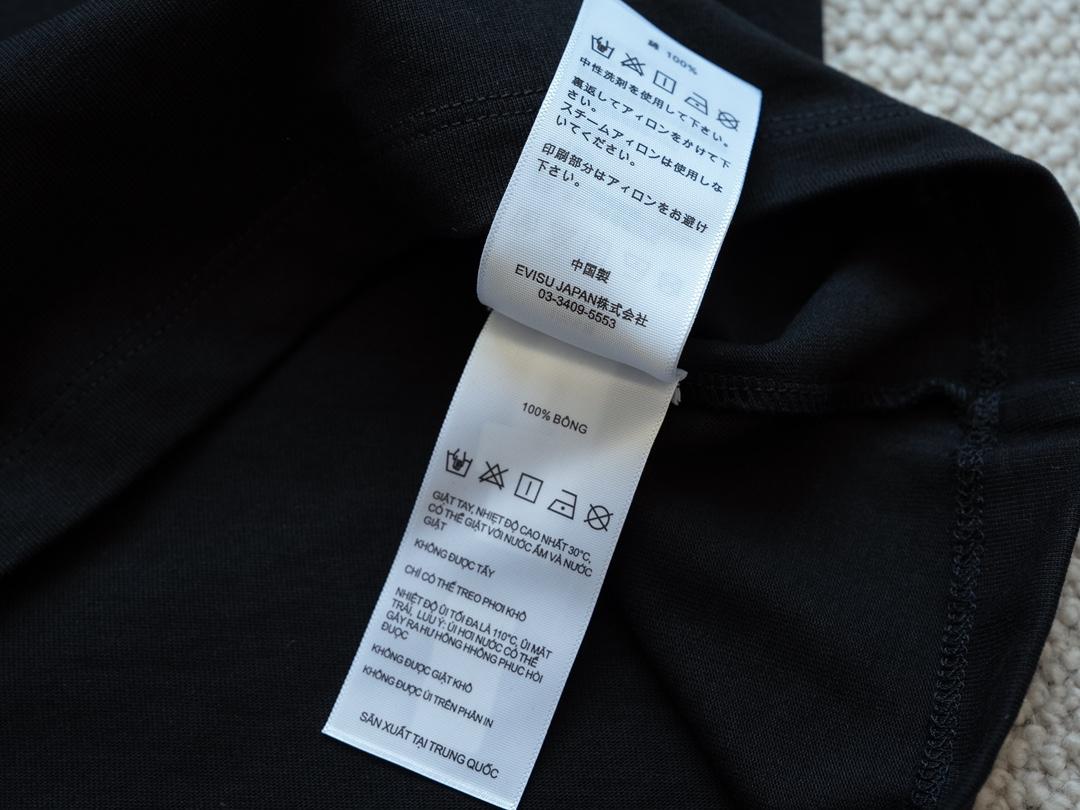 綿 100%
中性洗剤を使用して下さい。
裏返してアィロンをかけて下
さい。
スチームアィロンは使用しな
いてください。
印刷部分はアィロンをお避け
下さい。
中国製
EVISU JAPAN株式会社
03-3409-5553
100% BÔNG
GIẶT TAY, NHIỆT ĐỘ CAO NHẤT 30°C,
CÓ THỂ GIẶT VỚI NƯỚC ẤM VÀ NƯỚC
GIẶT
KHÔNG ĐƯỢC TẨY
CHỈ CÓ THỂ TREO PHƠI KHÔ
NHIỆT ĐỘ ỦI TỐI ĐA LÀ 110°C, ỦI MẶT
TRÁI, LƯU Ý: ỦI HƠI NƯỚC CÓ THỂ
GÂY RA HƯ HỎNG HHÔNG PHỤC HỒI
ĐƯỢC
KHÔNG ĐƯỢC GIẶT KHÔ
KHÔNG ĐƯỢC ỦI TRÊN PHẦN IN
SẢN XUẤT TẠI TRUNG QUỐC